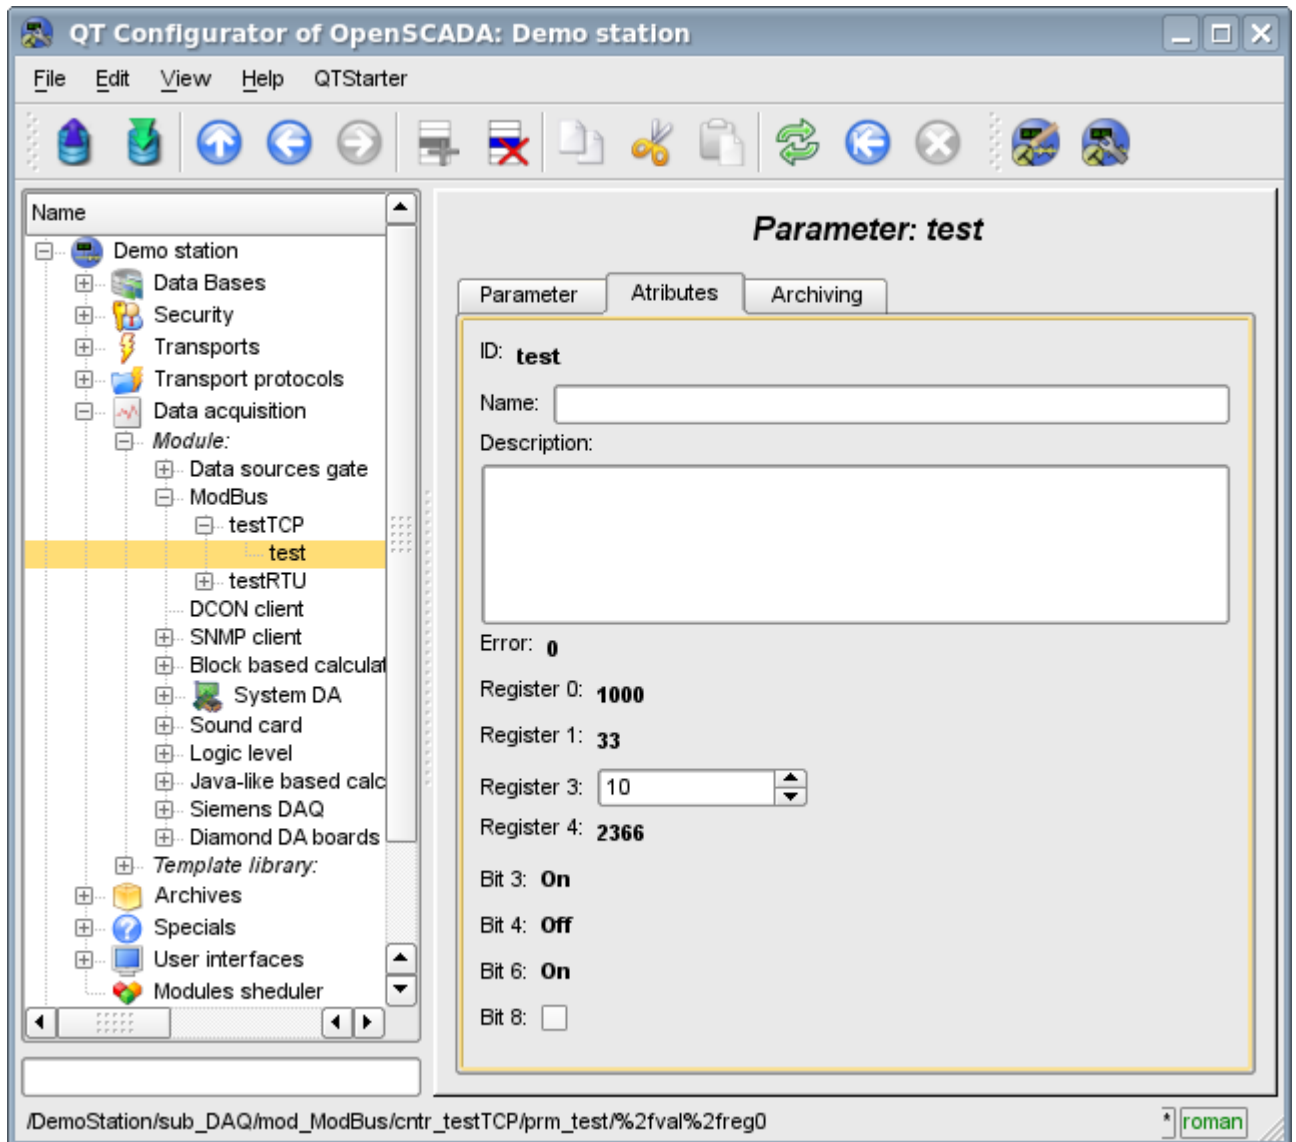 QT Configurator of OpenSCADA: Demo station
File Edit View Help QTStarter
Name
Demo station
Data Bases
Security
Transports
Transport protocols
Data acquisition
Module:
Data sources gate
ModBus
testTCP
test
testRTU
DCON client
SNMP client
Block based calculat
System DA
Sound card
Logic level
Java-like based calc
Siemens DAQ
Diamond DA boards
Template library:
Archives
Specials
User interfaces
Modules sheduler
Parameter: test
Parameter Atributes Archiving
ID: test
Name:
Description:
Error: 0
Register 0: 1000
Register 1: 33
Register 3: 10
Register 4: 2366
Bit 3: On
Bit 4: Off
Bit 6: On
Bit 8:
/DemoStation/sub_DAQ/mod_ModBus/cntr_testTCP/prm_test/%2fval%2freg0 * roman